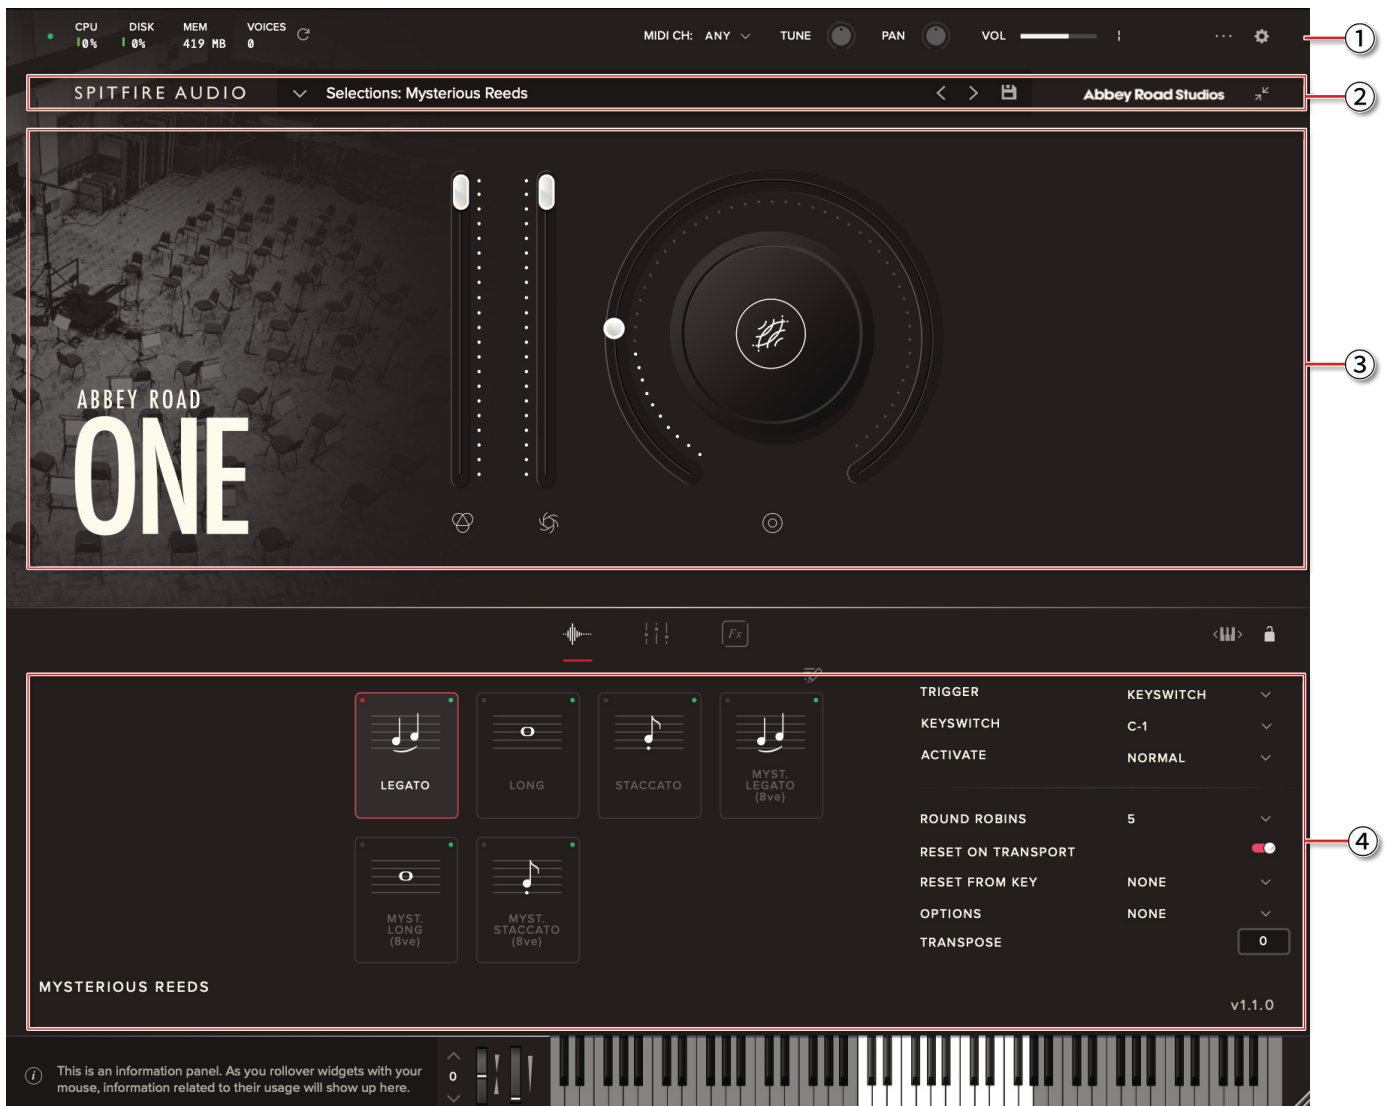 CPU DISK MEM VOICES
0% 0% 419 MB 0
MIDI CH: ANY TUNE PAN VOL
1
SPITFIRE AUDIO Selections: Mysterious Reeds Abbey Road Studios
2
3
ABBEY ROAD
ONE
Fx
LEGATO
LONG
STACCATO
MYST.
LEGATO
(8ve)
MYST.
LONG
(8ve)
MYST.
STACCATO
(8ve)
TRIGGER KEYSWITCH
KEYSWITCH C-1
ACTIVATE NORMAL
ROUND ROBINS 5
RESET ON TRANSPORT
RESET FROM KEY NONE
OPTIONS NONE
TRANSPOSE 0
4
MYSTERIOUS REEDS
v1.1.0
This is an information panel. As you rollover widgets with your
mouse, information related to their usage will show up here.
0